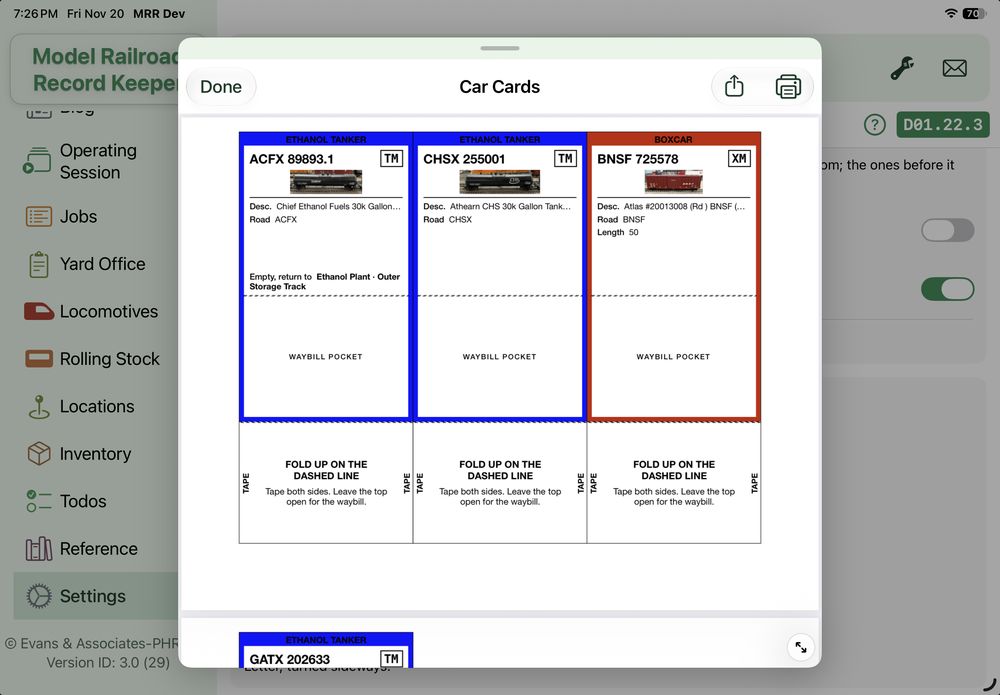 7:26 PM Fri Nov 20 MRR Dev
70
Model Railroad
Record Keeper
Blog
Operating
Session
Jobs
Yard Office
Locomotives
Rolling Stock
Locations
Inventory
Todos
Reference
Settings
© Evans & Associates-PHR
Version ID: 3.0 (29)
Done
Car Cards
?
D01.22.3
om; the ones before it
ETHANOL TANKER
ACFX 89893.1
TM
Desc. Chief Ethanol Fuels 30k Gallon...
Road ACFX
Empty, return to Ethanol Plant · Outer
Storage Track
WAYBILL POCKET
TAPE
FOLD UP ON THE
DASHED LINE
Tape both sides. Leave the top
open for the waybill.
TAPE
ETHANOL TANKER
CHSX 255001
TM
Desc. Athearn CHS 30k Gallon Tank...
Road CHSX
WAYBILL POCKET
TAPE
FOLD UP ON THE
DASHED LINE
Tape both sides. Leave the top
open for the waybill.
TAPE
BOXCAR
BNSF 725578
XM
Desc. Atlas #20013008 (Rd ) BNSF (...
Road BNSF
Length 50
WAYBILL POCKET
TAPE
FOLD UP ON THE
DASHED LINE
Tape both sides. Leave the top
open for the waybill.
TAPE
ETHANOL TANKER
GATX 202633
TM
Letter, turned sideways.